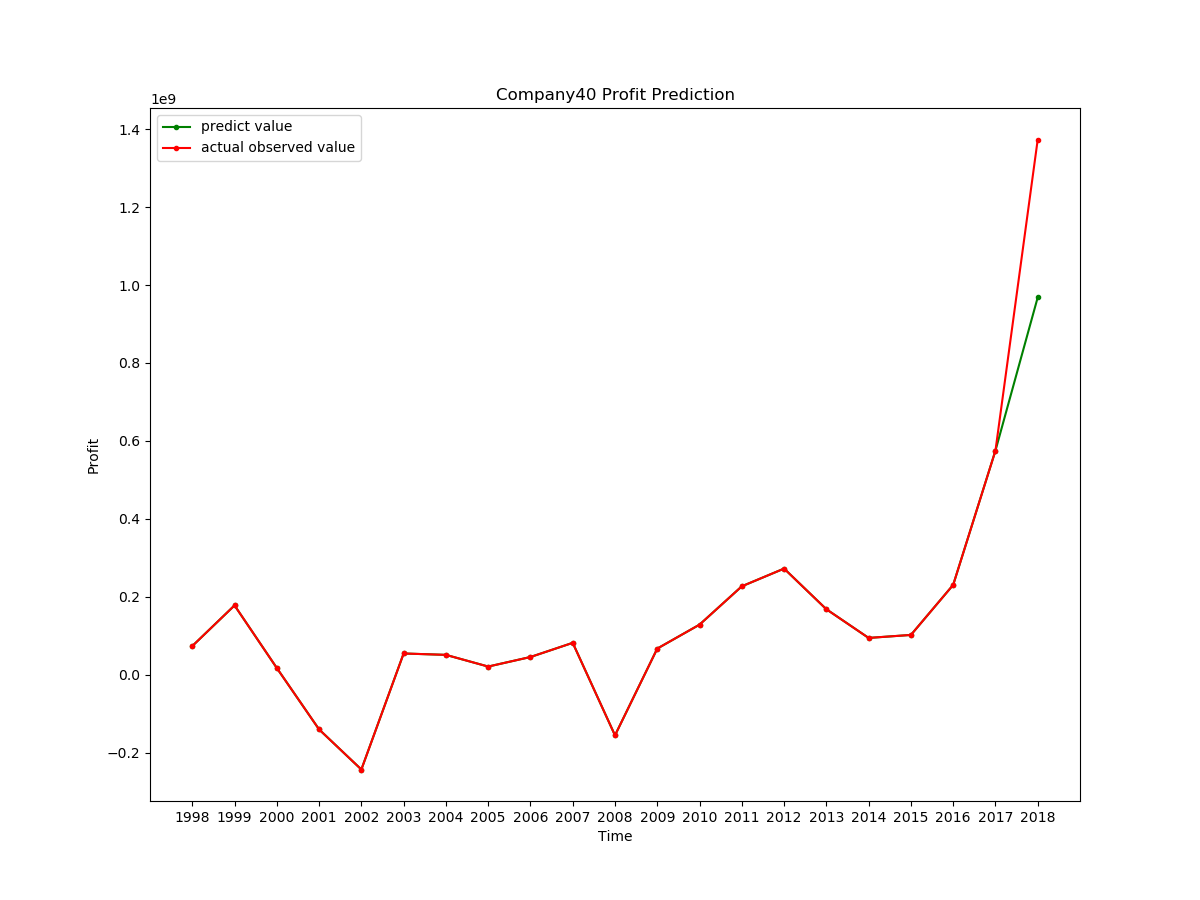 Company40 Profit Prediction
1e9
predict value
actual observed value
1.4
1.2
1.0
0.8
0.6
0.4
0.2
0.0
−0.2
Profit
1998 1999 2000 2001 2002 2003 2004 2005 2006 2007 2008 2009 2010 2011 2012 2013 2014 2015 2016 2017 2018
Time